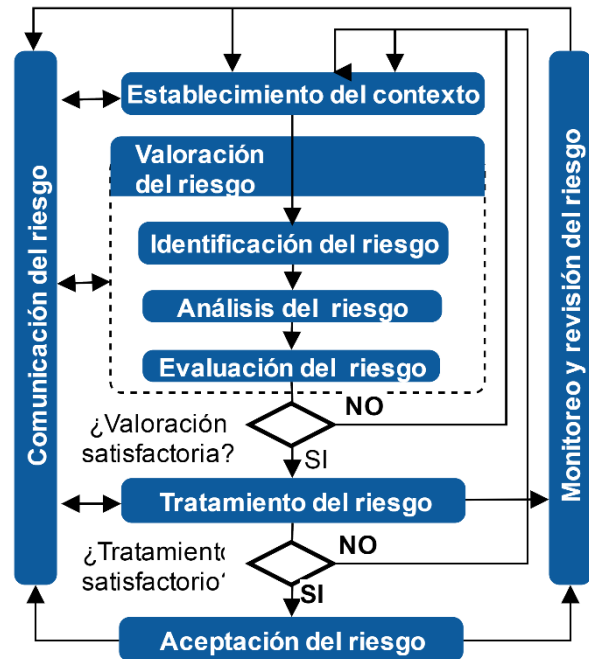 Establecimiento del contexto
Valoración
del riesgo
Identificación del riesgo
Análisis del riesgo
Evaluación del riesgo
NO
¿Valoración
satisfactoria?
SI
Tratamiento del riesgo
NO
¿Tratamiento
satisfactorio?
SI
Aceptación del riesgo
Comunicación del riesgo
Monitoreo y revisión del riesgo